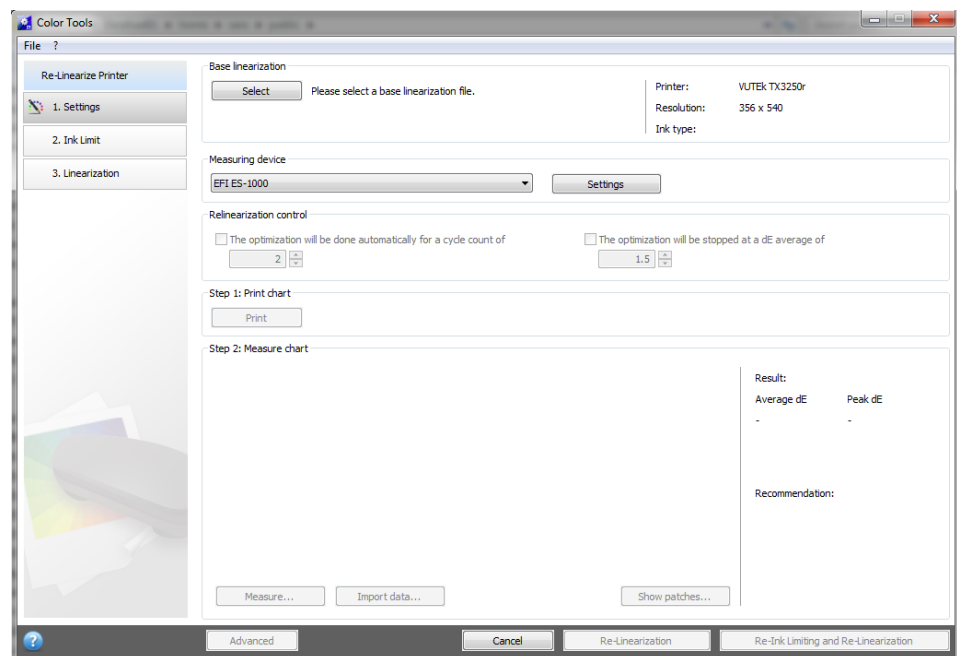 Color Tools
File ?
Re-Linearize Printer
1. Settings
2. Ink Limit
3. Linearization
Base linearization
Select Please select a base linearization file.
Printer: VUTEk TX3250r
Resolution: 356 x 540
Ink type:
Measuring device
EFI ES-1000 Settings
Relinearization control
The optimization will be done automatically for a cycle count of
2
The optimization will be stopped at a dE average of
1.5
Step 1: Print chart
Print
Step 2: Measure chart
Result:
Average dE Peak dE
- -
Recommendation:
Measure... Import data... Show patches...
? Advanced Cancel Re-Linearization Re-Ink Limiting and Re-Linearization